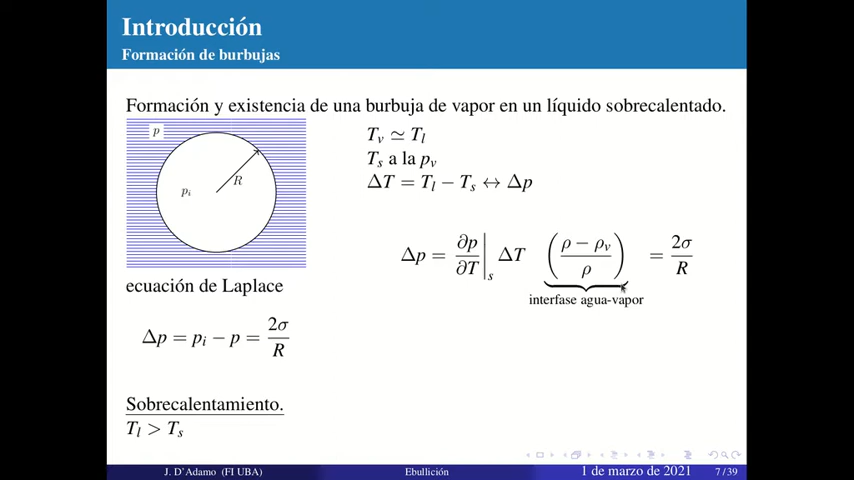 Introducción
Formación de burbujas
Formación y existencia de una burbuja de vapor en un líquido sobrecalentado.
p
R
p_i
T_v ≃ T_l
T_s a la p_v
ΔT = T_l − T_s ↔ Δp
Δp = ∂p/∂T|_s ΔT ((ρ − ρ_v)/ρ) = 2σ/R
interfase agua-vapor
ecuación de Laplace
Δp = p_i − p = 2σ/R
Sobrecalentamiento.
T_l > T_s
J. D'Adamo (FI UBA) Ebullición 1 de marzo de 2021 7 / 39